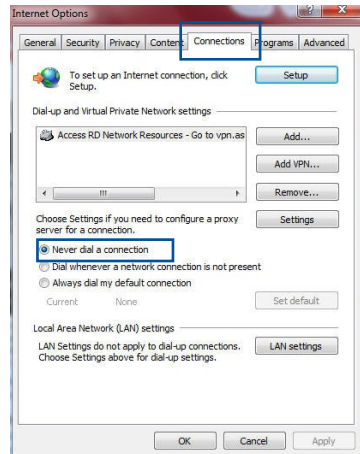 Internet Options
General Security Privacy Content Connections Programs Advanced
To set up an Internet connection, click
Setup.
Setup
Dial-up and Virtual Private Network settings
Access RD Network Resources - Go to vpn.as
Add...
Add VPN...
Remove...
Choose Settings if you need to configure a proxy
server for a connection.
Settings
Never dial a connection
Dial whenever a network connection is not present
Always dial my default connection
Current None
Set default
Local Area Network (LAN) settings
LAN Settings do not apply to dial-up connections.
Choose Settings above for dial-up settings.
LAN settings
OK Cancel Apply